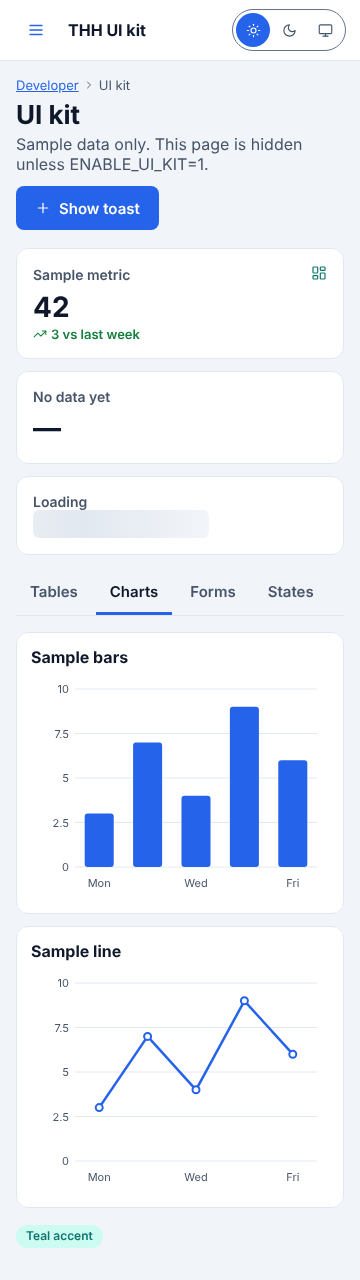 THH UI kit
Developer > UI kit
UI kit
Sample data only. This page is hidden
unless ENABLE_UI_KIT=1.
Show toast
Sample metric
42
3 vs last week
No data yet
—
Loading
Tables Charts Forms States
Sample bars
10
7.5
5
2.5
0
Mon Wed Fri
Sample line
10
7.5
5
2.5
0
Mon Wed Fri
Teal accent